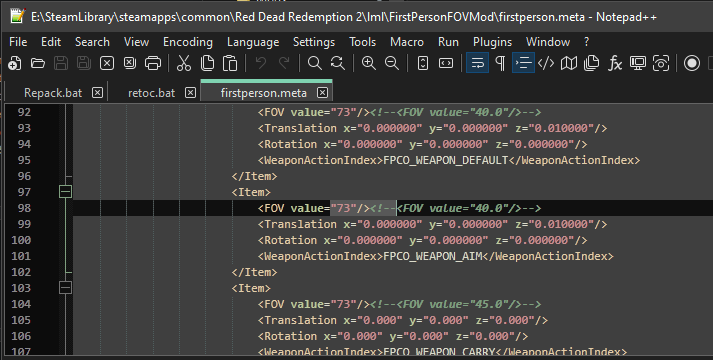 E:\SteamLibrary\steamapps\common\Red Dead Redemption 2\lml\FirstPersonFOVMod\firstperson.meta - Notepad++
File Edit Search View Encoding Language Settings Tools Macro Run Plugins Window ?
Repack.bat retoc.bat firstperson.meta
92 <FOV value="73"/><!--<FOV value="40.0"/>-->
93 <Translation x="0.000000" y="0.000000" z="0.010000"/>
94 <Rotation x="0.000000" y="0.000000" z="0.000000"/>
95 <WeaponActionIndex>FPCO_WEAPON_DEFAULT</WeaponActionIndex>
96 </Item>
97 <Item>
98 <FOV value="73"/><!--<FOV value="40.0"/>-->
99 <Translation x="0.000000" y="0.000000" z="0.010000"/>
100 <Rotation x="0.000000" y="0.000000" z="0.000000"/>
101 <WeaponActionIndex>FPCO_WEAPON_AIM</WeaponActionIndex>
102 </Item>
103 <Item>
104 <FOV value="73"/><!--<FOV value="45.0"/>-->
105 <Translation x="0.000" y="0.000" z="0.000"/>
106 <Rotation x="0.000" y="0.000" z="0.000"/>
107 <WeaponActionIndex>FPCO_WEAPON_CARRY</WeaponActionIndex>